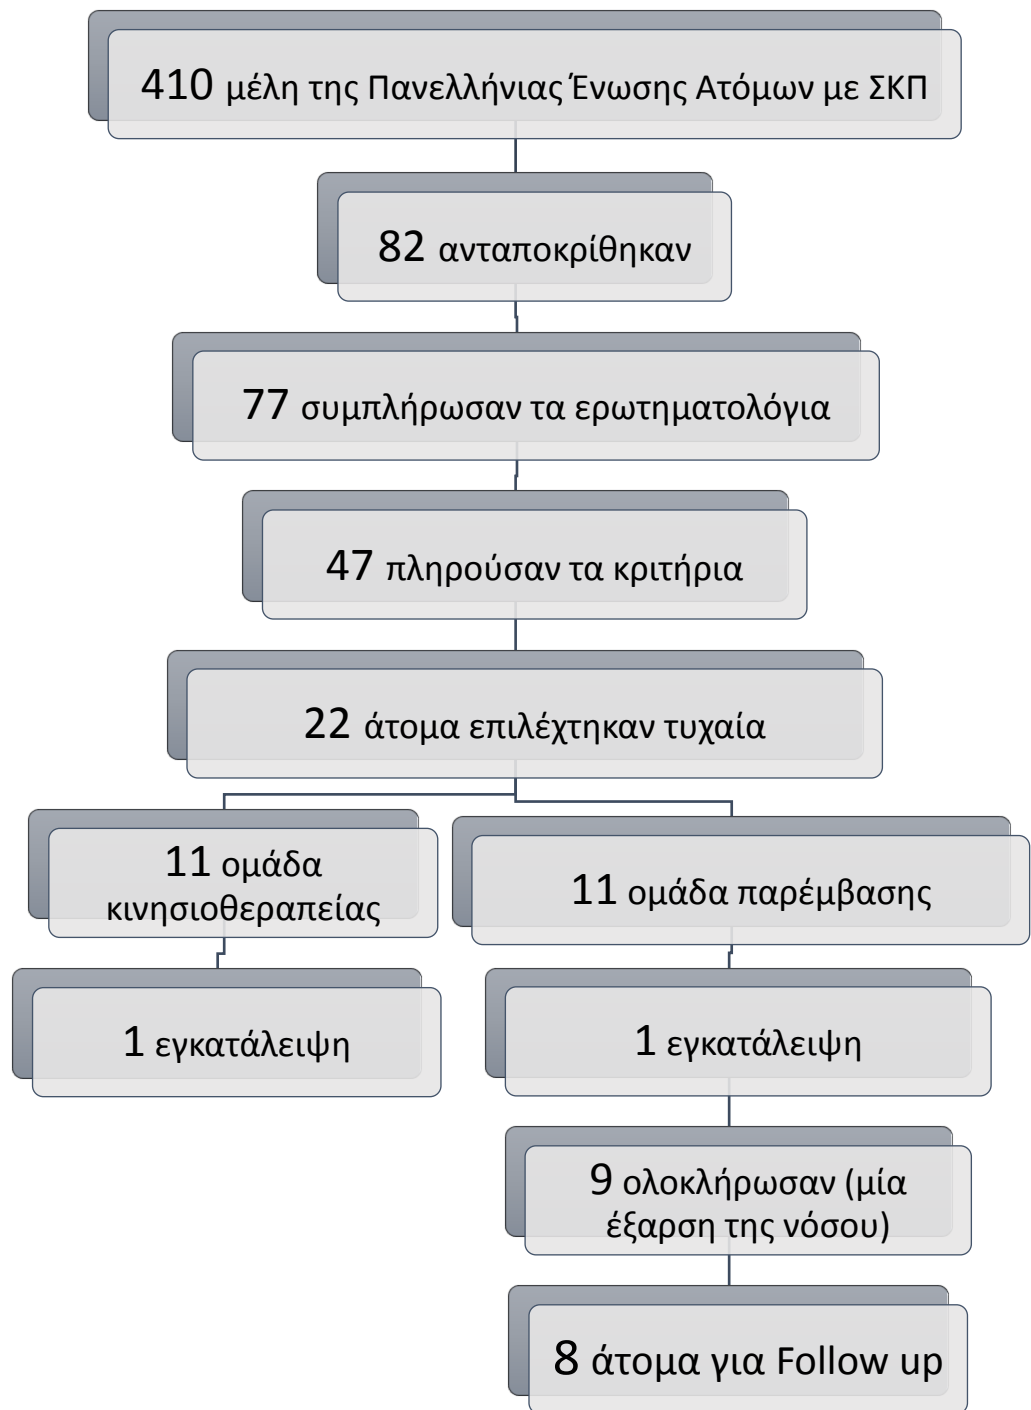 410 μέλη της Πανελλήνιας Ένωσης Ατόμων με ΣΚΠ
82 ανταποκρίθηκαν
77 συμπλήρωσαν τα ερωτηματολόγια
47 πληρούσαν τα κριτήρια
22 άτομα επιλέχτηκαν τυχαία
11 ομάδα
κινησιοθεραπείας
11 ομάδα παρέμβασης
1 εγκατάλειψη
1 εγκατάλειψη
9 ολοκλήρωσαν (μία
έξαρση της νόσου)
8 άτομα για Follow up